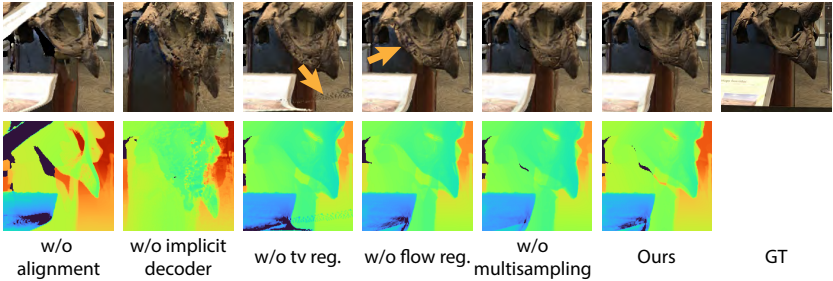 w/o
alignment
w/o implicit
decoder
w/o tv reg.
w/o flow reg.
w/o
multisampling
Ours
GT